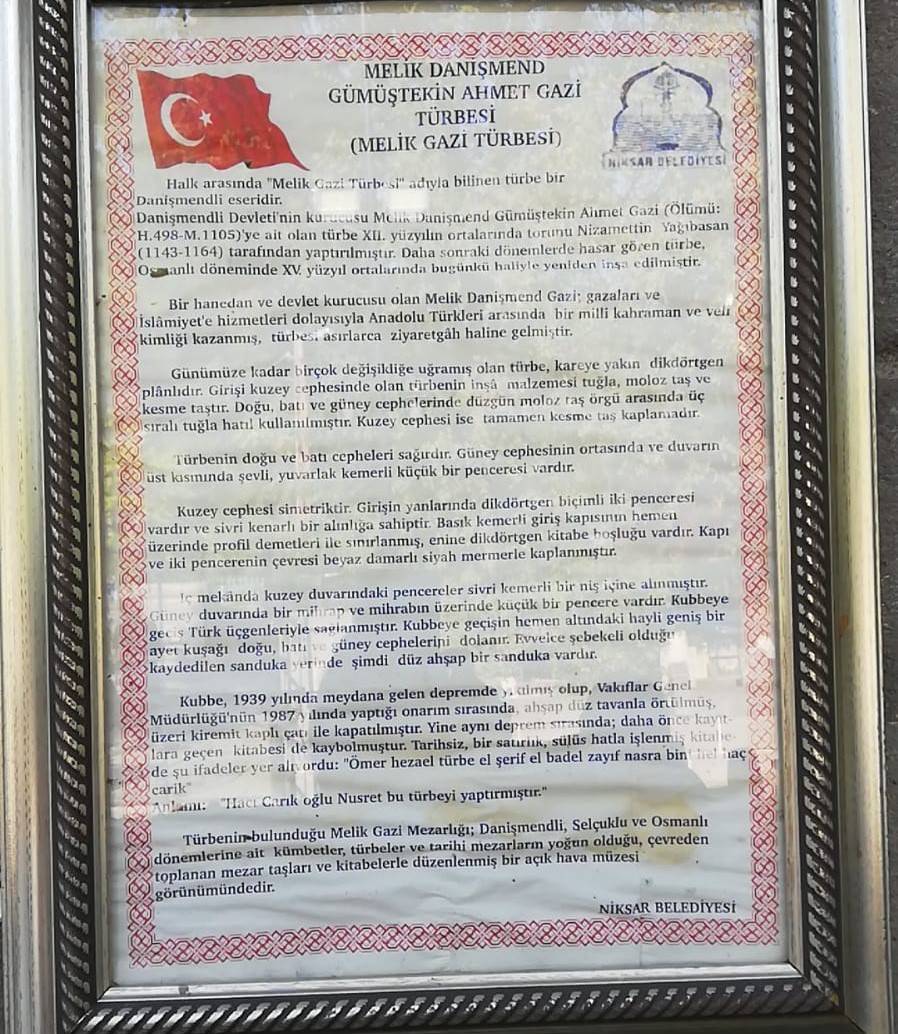 MELİK DANIŞMEND
GÜMÜŞTEKİN AHMET GAZİ
TÜRBESİ
(MELİK GAZİ TÜRBESİ)
NİKSAR BELEDİYESİ
Halk arasında "Melik Gazi Türbesi" adıyla bilinen türbe bir
Danişmendli eseridir.
Danişmendli Devleti'nin kurucusu Melik Danişmend Gümüştekin Ahmet Gazi (Ölümü:
H.498-M.1105)'ye ait olan türbe XII. yüzyılın ortalarında torunu Nizamettin Yağıbasan
(1143-1164) tarafından yaptırılmıştır. Daha sonraki dönemlerde hasar gören türbe,
Osmanlı döneminde XV. yüzyıl ortalarında bugünkü haliyle yeniden inşa edilmiştir.
Bir hanedan ve devlet kurucusu olan Melik Danişmend Gazi; gazaları ve
İslâmiyet'e hizmetleri dolayısıyla Anadolu Türkleri arasında bir milli kahraman ve veli
kimliği kazanmış, türbesi asırlarca ziyaretgâh haline gelmiştir.
Günümüze kadar birçok değişikliğe uğramış olan türbe, kareye yakın dikdörtgen
plânlıdır. Girişi kuzey cephesinde olan türbenin inşâ malzemesi tuğla, moloz taş ve
kesme taştır. Doğu, batı ve güney cephelerinde düzgün moloz taş örgü arasında üç
sıralı tuğla hatıl kullanılmıştır. Kuzey cephesi ise tamamen kesme taş kaplamadır.
Türbenin doğu ve batı cepheleri sağırdır. Güney cephesinin ortasında ve duvarın
üst kısmında şevli, yuvarlak kemerli küçük bir penceresi vardır.
Kuzey cephesi simetriktir. Girişin yanlarında dikdörtgen biçimli iki penceresi
vardır ve sivri kenarlı bir alınlığa sahiptir. Basık kemerli giriş kapısının hemen
üzerinde profil demetleri ile sınırlanmış, enine dikdörtgen kitabe boşluğu vardır. Kapı
ve iki pencerenin çevresi beyaz damarlı siyah mermerle kaplanmıştır.
İç mekânda kuzey duvarındaki pencereler sivri kemerli bir niş içine alınmıştır.
Güney duvarında bir mihrap ve mihrabın üzerinde küçük bir pencere vardır. Kubbeye
geçiş Türk üçgenleriyle sağlanmıştır. Kubbeye geçişin hemen altındaki hayli geniş bir
ayet kuşağı doğu, batı ve güney cephelerini dolanır. Evvelce şebekeli olduğu
kaydedilen sanduka yerinde şimdi düz ahşap bir sanduka vardır.
Kubbe, 1939 yılında meydana gelen depremde yıkılmış olup, Vakıflar Genel
Müdürlüğü'nün 1987 yılında yaptığı onarım sırasında, ahşap düz tavanla örtülmüş,
üzeri kiremit kaplı çatı ile kapatılmıştır. Yine aynı deprem sırasında; daha önce kayıt-
lara geçen kitabesi de kaybolmuştur. Tarihsiz, bir satırlık, sülüs hatla işlenmiş kitabe-
de şu ifadeler yer alıyordu: "Ömer hezael türbe el şerif el badel zayıf nasra bin haç
carik"
Anlamı: "Hacı Carık oğlu Nusret bu türbeyi yaptırmıştır."
Türbenin bulunduğu Melik Gazi Mezarlığı; Danişmendli, Selçuklu ve Osmanlı
dönemlerine ait kümbetler, türbeler ve tarihi mezarların yoğun olduğu, çevreden
toplanan mezar taşları ve kitabelerle düzenlenmiş bir açık hava müzesi
görünümündedir.
NİKSAR BELEDİYESİ